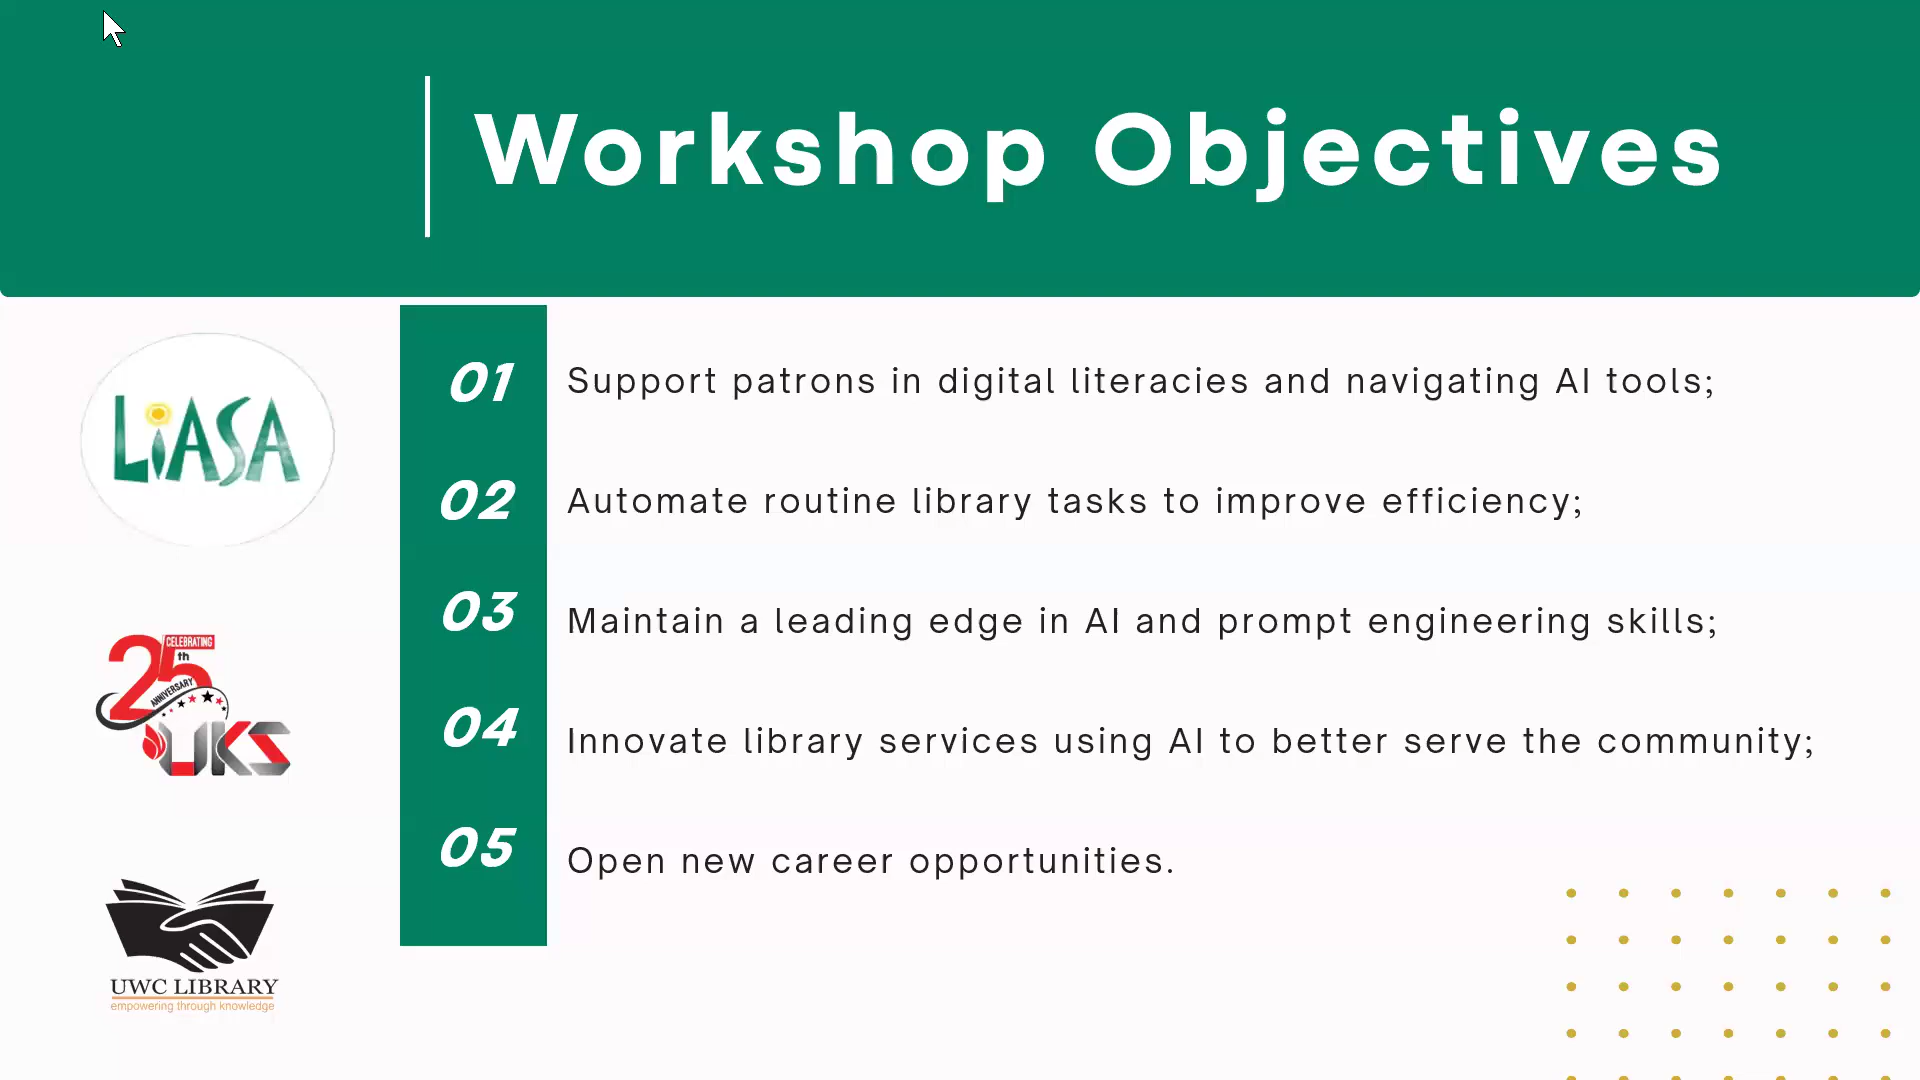 Workshop Objectives
01 Support patrons in digital literacies and navigating AI tools;
02 Automate routine library tasks to improve efficiency;
03 Maintain a leading edge in AI and prompt engineering skills;
04 Innovate library services using AI to better serve the community;
05 Open new career opportunities.
LiASA
CELEBRATING
25th
ANNIVERSARY
UKS
UWC LIBRARY
empowering through knowledge